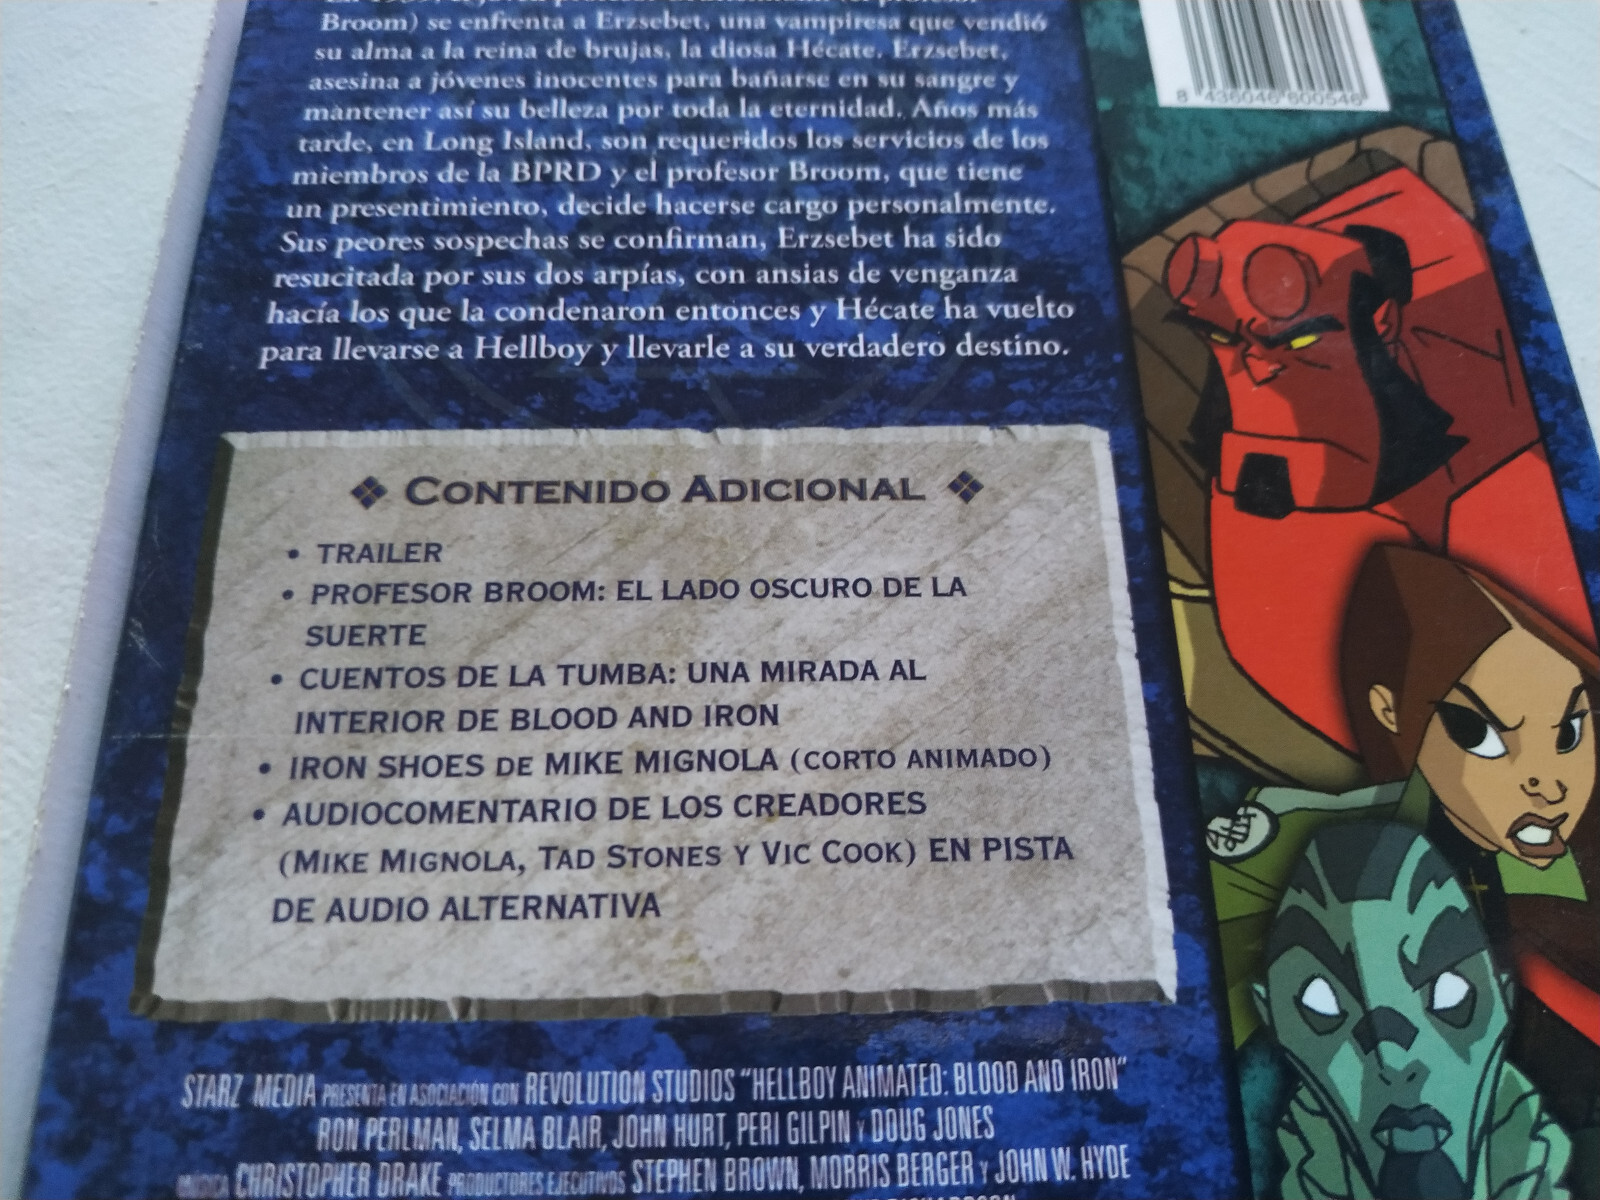 Broom) se enfrenta a Erzsebet, una vampiresa que vendió
su alma a la reina de brujas, la diosa Hécate. Erzsebet,
asesina a jóvenes inocentes para bañarse en su sangre y
mantener así su belleza por toda la eternidad. Años más
tarde, en Long Island, son requeridos los servicios de los
miembros de la BPRD y el profesor Broom, que tiene
un presentimiento, decide hacerse cargo personalmente.
Sus peores sospechas se confirman, Erzsebet ha sido
resucitada por sus dos arpías, con ansias de venganza
hacía los que la condenaron entonces y Hécate ha vuelto
para llevarse a Hellboy y llevarle a su verdadero destino.
8 436046 600546
CONTENIDO ADICIONAL
• TRAILER
• PROFESOR BROOM: EL LADO OSCURO DE LA
SUERTE
• CUENTOS DE LA TUMBA: UNA MIRADA AL
INTERIOR DE BLOOD AND IRON
• IRON SHOES DE MIKE MIGNOLA (CORTO ANIMADO)
• AUDIOCOMENTARIO DE LOS CREADORES
(MIKE MIGNOLA, TAD STONES Y VIC COOK) EN PISTA
DE AUDIO ALTERNATIVA
STARZ MEDIA PRESENTA EN ASOCIACIÓN CON REVOLUTION STUDIOS "HELLBOY ANIMATED: BLOOD AND IRON"
RON PERLMAN, SELMA BLAIR, JOHN HURT, PERI GILPIN Y DOUG JONES
MÚSICA CHRISTOPHER DRAKE PRODUCTORES EJECUTIVOS STEPHEN BROWN, MORRIS BERGER Y JOHN W. HYDE